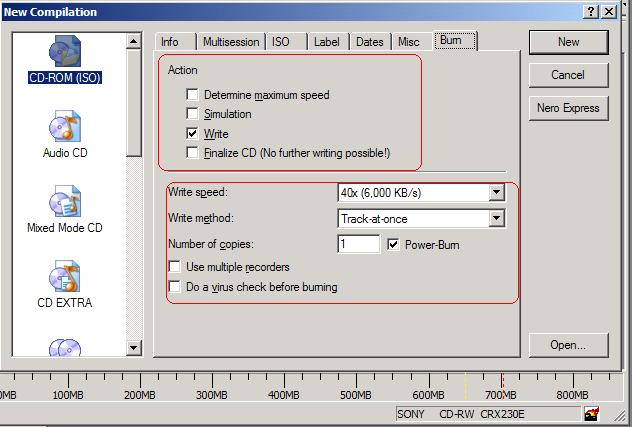 New Compilation
Info Multisession ISO Label Dates Misc Burn
New
Cancel
Nero Express
Open...
CD-ROM (ISO)
Audio CD
Mixed Mode CD
CD EXTRA
Action
Determine maximum speed
Simulation
Write
Finalize CD (No further writing possible!)
Write speed: 40x (6,000 KB/s)
Write method: Track-at-once
Number of copies: 1 Power-Burn
Use multiple recorders
Do a virus check before burning
0MB 100MB 200MB 300MB 400MB 500MB 600MB 700MB 800MB
SONY CD-RW CRX230E